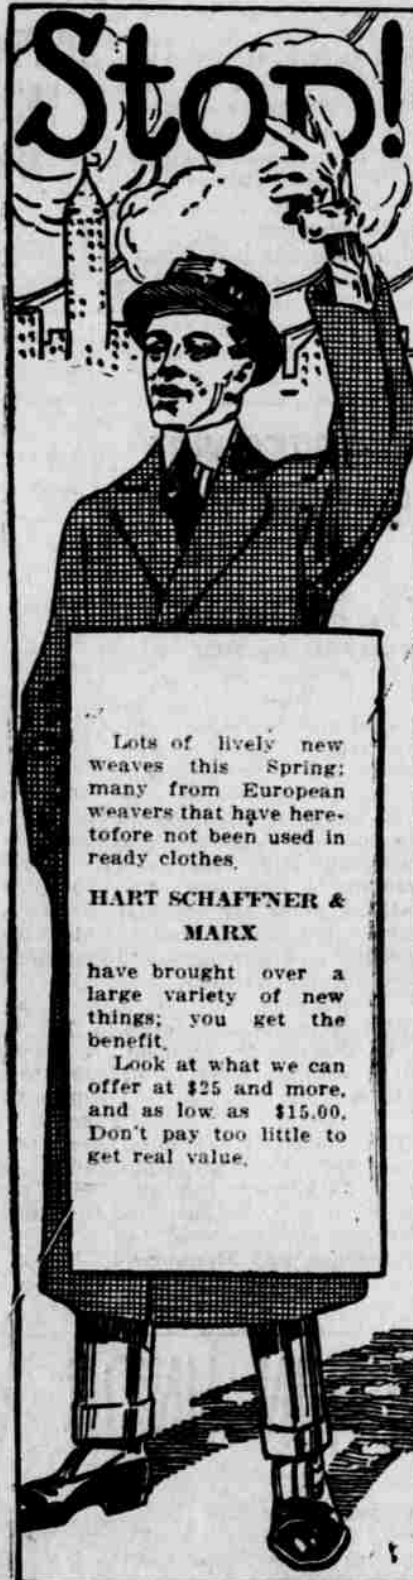 Stop!
Lots of lively new
weaves this Spring;
many from European
weavers that have here-
tofore not been used in
ready clothes.
HART SCHAFFNER &
MARX
have brought over a
large variety of new
things; you get the
benefit.
Look at what we can
offer at $25 and more,
and as low as $15.00.
Don't pay too little to
get real value.